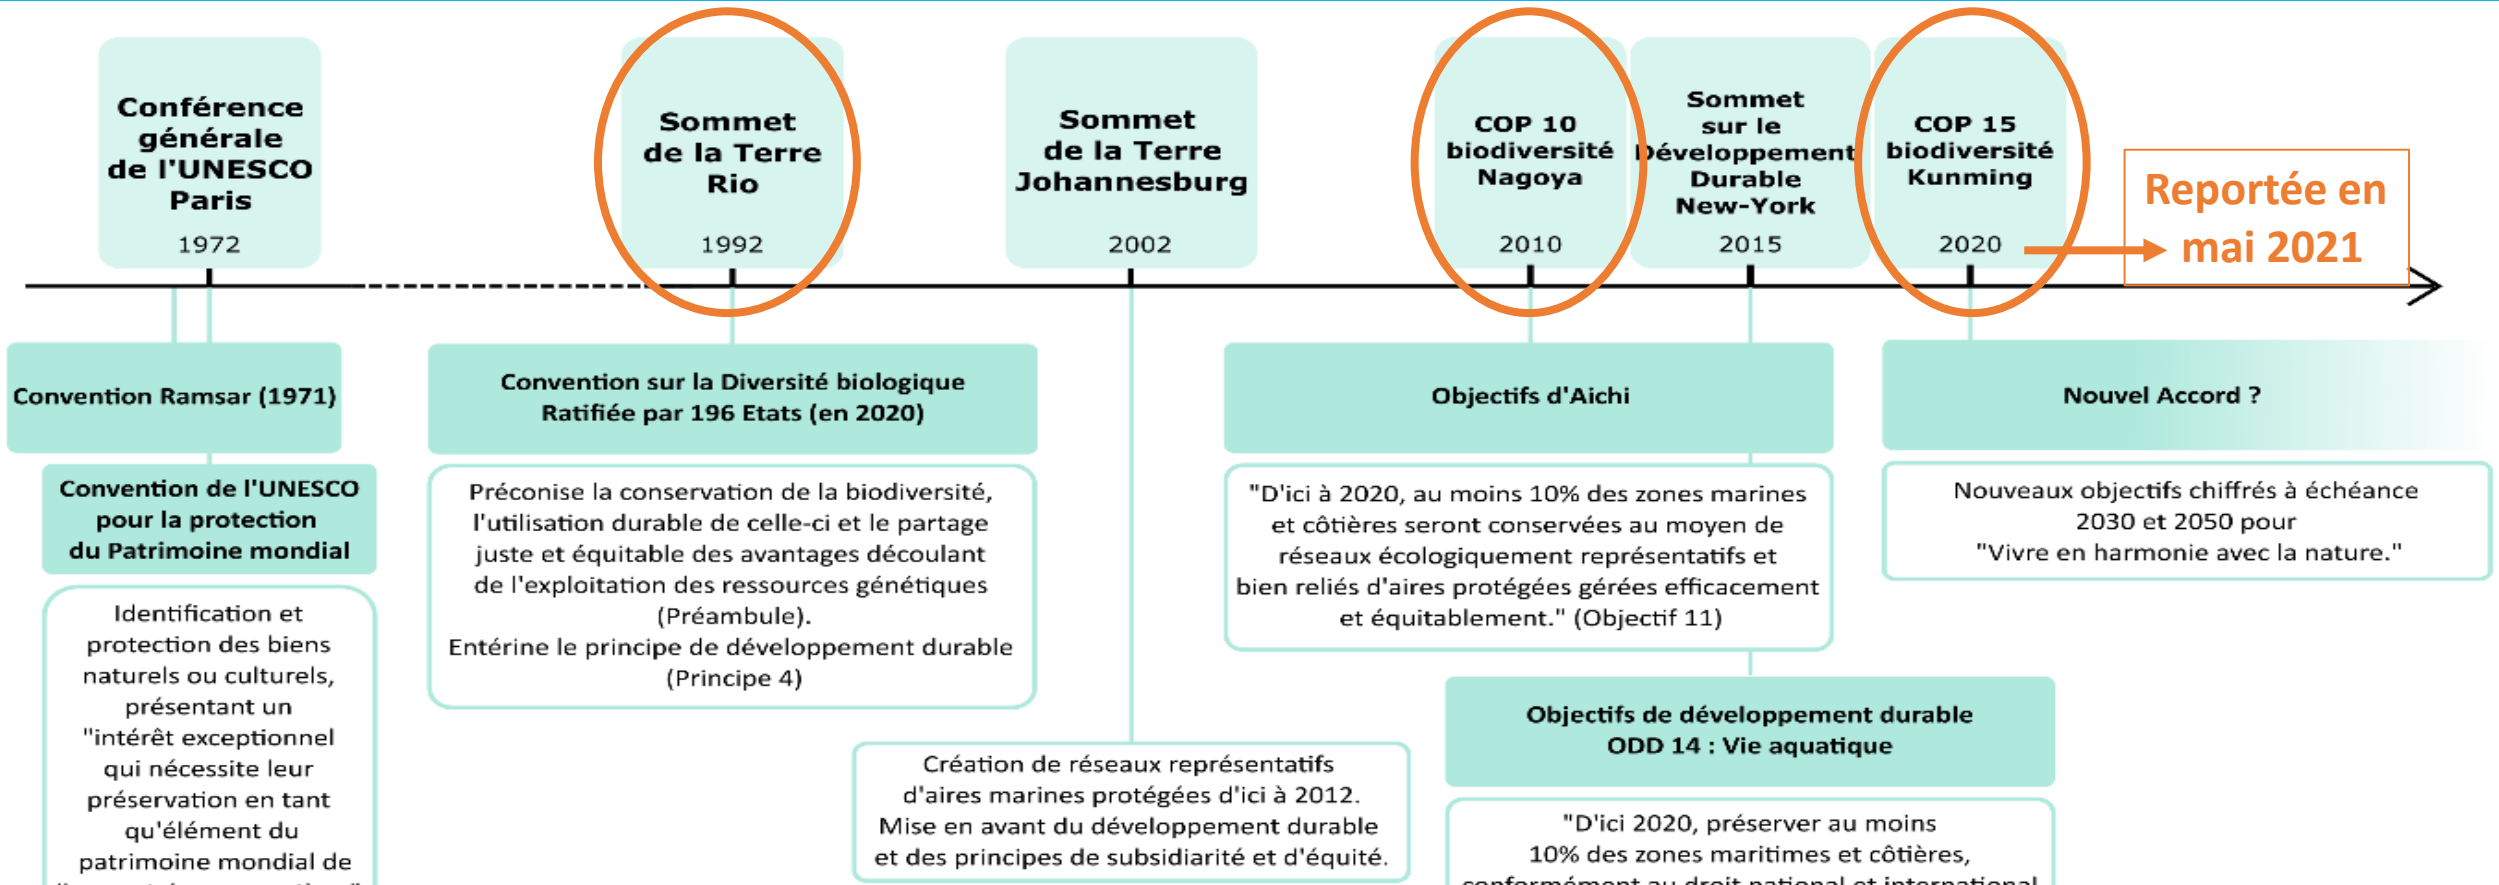 Conférence
générale
de l'UNESCO
Paris
1972
Sommet
de la Terre
Rio
1992
Sommet
de la Terre
Johannesburg
2002
COP 10
biodiversité
Nagoya
2010
Sommet
sur le
Développement
Durable
New-York
2015
COP 15
biodiversité
Kunming
2020
Reportée en
mai 2021
Convention Ramsar (1971)
Convention de l'UNESCO
pour la protection
du Patrimoine mondial
Identification et
protection des biens
naturels ou culturels,
présentant un
"intérêt exceptionnel
qui nécessite leur
préservation en tant
qu'élément du
patrimoine mondial de
Convention sur la Diversité biologique
Ratifiée par 196 Etats (en 2020)
Préconise la conservation de la biodiversité,
l'utilisation durable de celle-ci et le partage
juste et équitable des avantages découlant
de l'exploitation des ressources génétiques
(Préambule).
Entérine le principe de développement durable
(Principe 4)
Création de réseaux représentatifs
d'aires marines protégées d'ici à 2012.
Mise en avant du développement durable
et des principes de subsidiarité et d'équité.
Objectifs d'Aichi
"D'ici à 2020, au moins 10% des zones marines
et côtières seront conservées au moyen de
réseaux écologiquement représentatifs et
bien reliés d'aires protégées gérées efficacement
et équitablement." (Objectif 11)
Objectifs de développement durable
ODD 14 : Vie aquatique
"D'ici 2020, préserver au moins
10% des zones maritimes et côtières,
conformément au droit national et international
Nouvel Accord ?
Nouveaux objectifs chiffrés à échéance
2030 et 2050 pour
"Vivre en harmonie avec la nature."